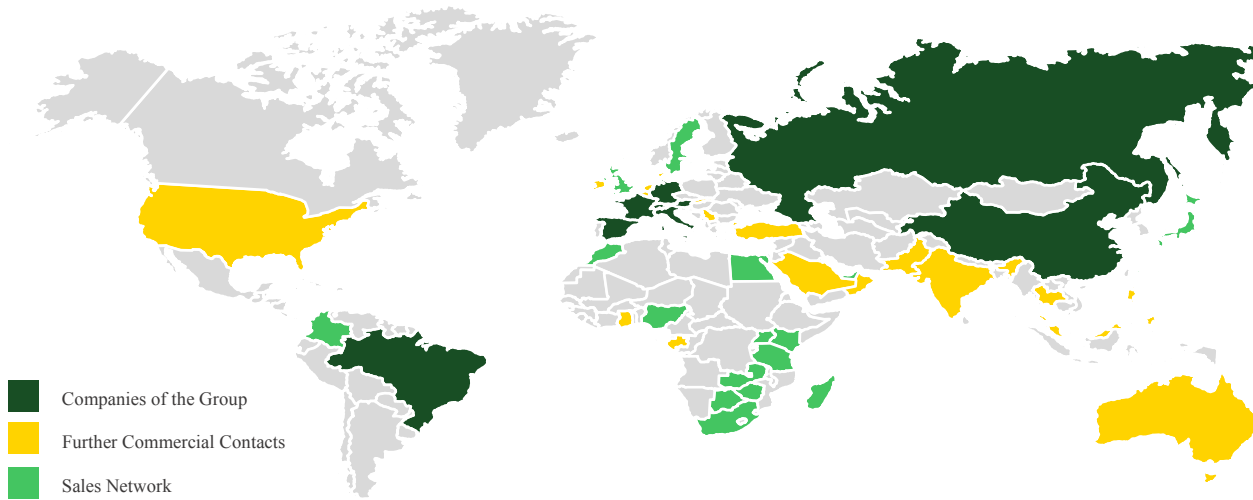 Companies of the Group
Further Commercial Contacts
Sales Network